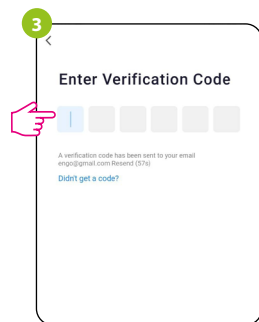 3
Enter Verification Code
A verfication code has been sent to your email
engo@gmail.com Resend (57s)
Didn't get a code?